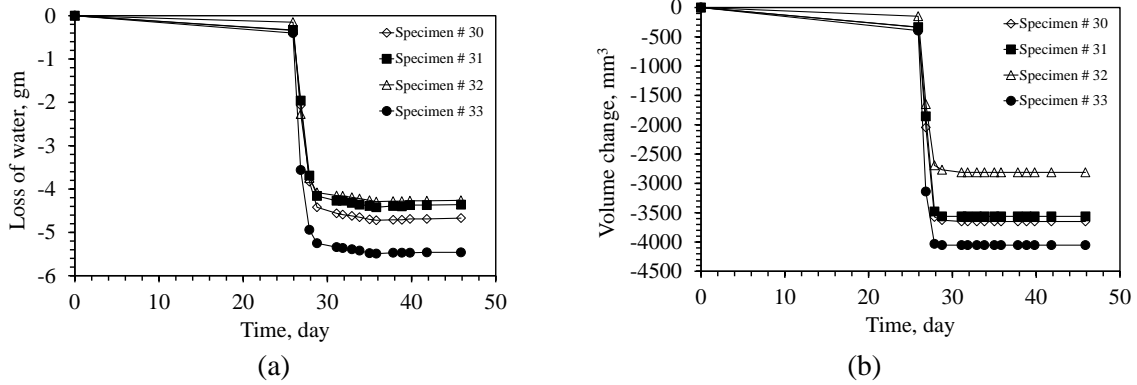 0
-1
-2
-3
-4
-5
-6
Loss of water, gm
0
10
20
30
40
50
Time, day
Specimen # 30
Specimen # 31
Specimen # 32
Specimen # 33
(a)
0
-500
-1000
-1500
-2000
-2500
-3000
-3500
-4000
-4500
Volume change, mm³
0
10
20
30
40
50
Time, day
Specimen # 30
Specimen # 31
Specimen # 32
Specimen # 33
(b)